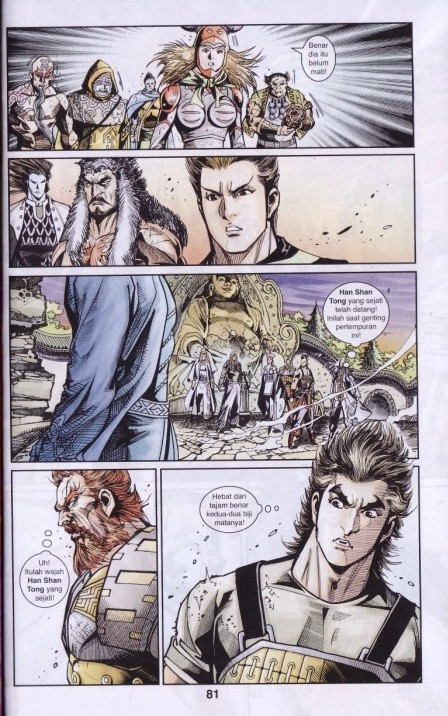 Benar
dia itu
belum
mati!
Han Shan
Tong yang sejati
telah datang!
Inilah saat genting
pertempuran
ini!
Uh!
Itulah wajah
Han Shan
Tong yang
sejati!
Hebat dan
tajam benar
kedua-dua biji
matanya!
81